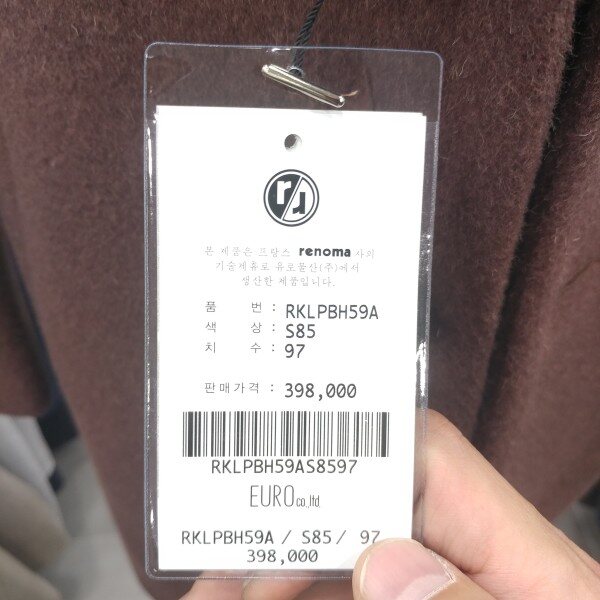 본 제품은 프랑스 renoma 사의
기술제휴로 유로물산(주)에서
생산한 제품입니다.
품 번 : RKLPBH59A
색 상 : S85
치 수 : 97
판매가격 : 398,000
RKLPBH59AS8597
EURO co.,ltd.
RKLPBH59A / S85/ 97
398,000